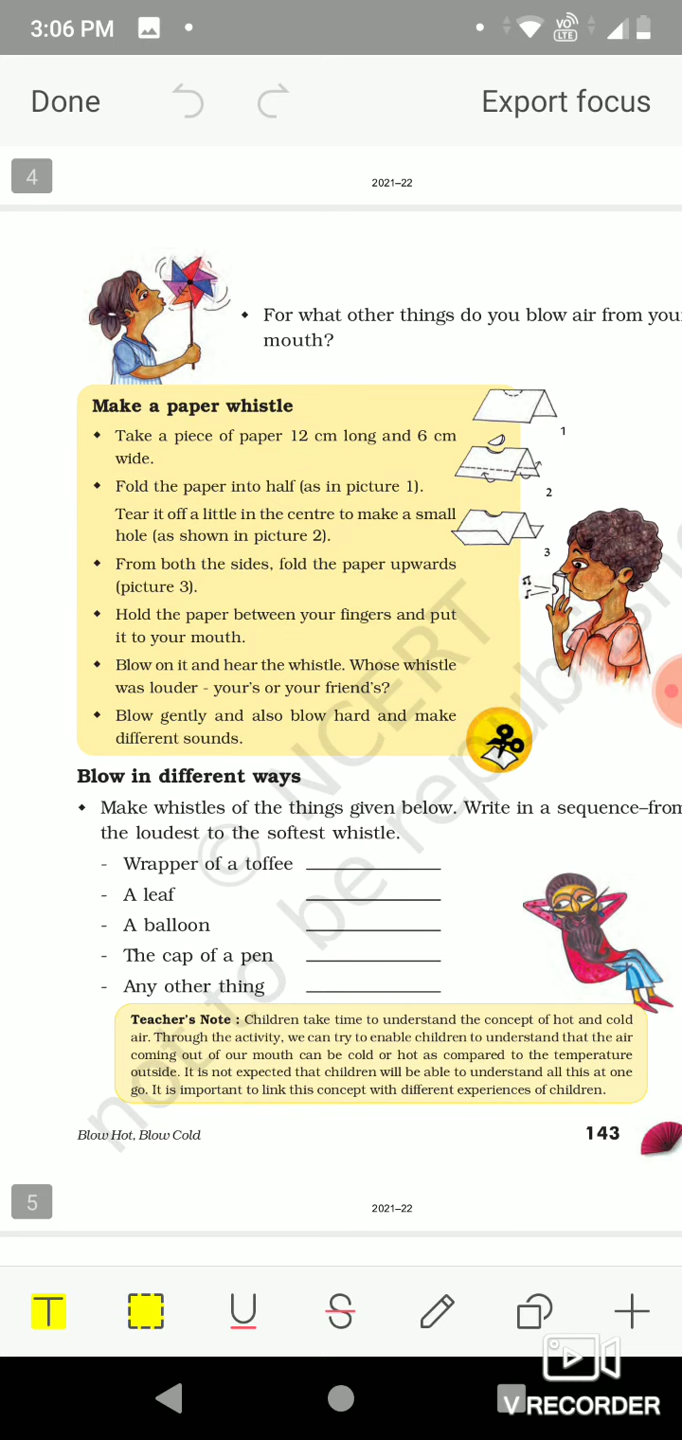 3:06 PM
VO LTE
Done
Export focus
4
2021–22
For what other things do you blow air from your
mouth?
Make a paper whistle
Take a piece of paper 12 cm long and 6 cm
wide.
Fold the paper into half (as in picture 1).
Tear it off a little in the centre to make a small
hole (as shown in picture 2).
From both the sides, fold the paper upwards
(picture 3).
Hold the paper between your fingers and put
it to your mouth.
Blow on it and hear the whistle. Whose whistle
was louder - your's or your friend's?
Blow gently and also blow hard and make
different sounds.
1
2
3
Blow in different ways
Make whistles of the things given below. Write in a sequence–from
the loudest to the softest whistle.
- Wrapper of a toffee
- A leaf
- A balloon
- The cap of a pen
- Any other thing
Teacher's Note : Children take time to understand the concept of hot and cold
air. Through the activity, we can try to enable children to understand that the air
coming out of our mouth can be cold or hot as compared to the temperature
outside. It is not expected that children will be able to understand all this at one
go. It is important to link this concept with different experiences of children.
Blow Hot, Blow Cold
143
© NCERT
not to be republished
5
2021–22
T
U
S
V RECORDER